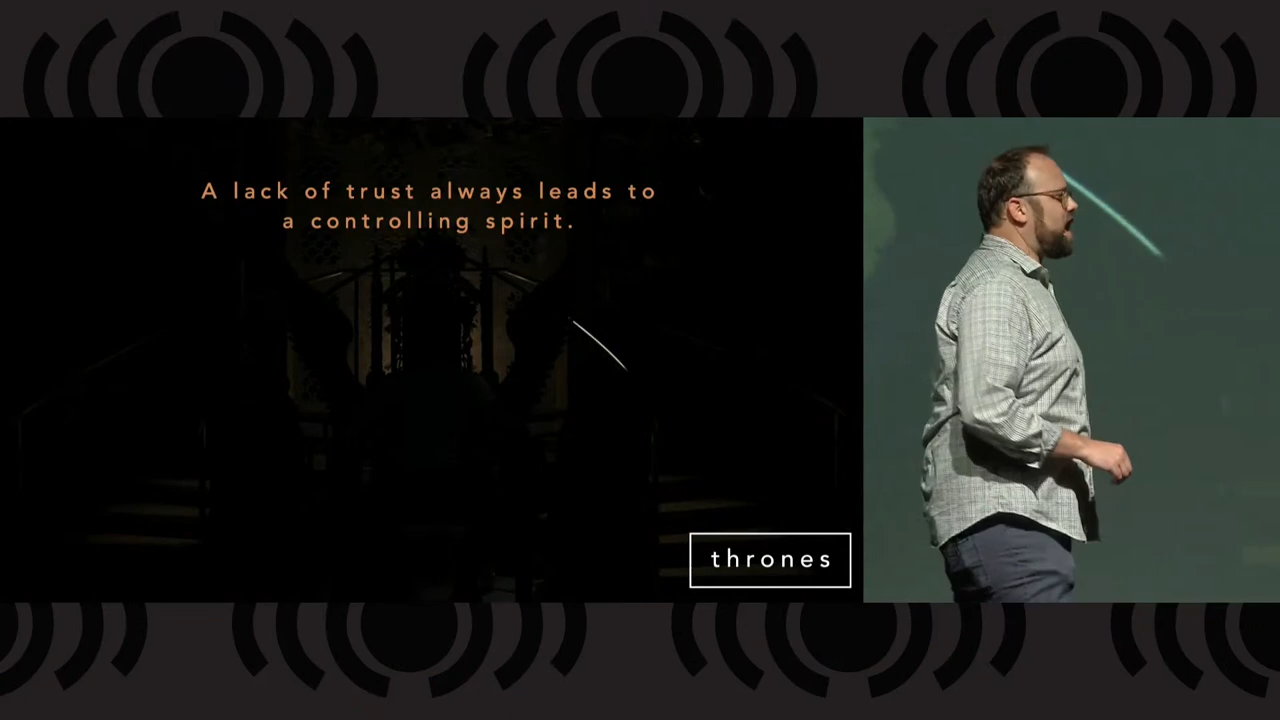 A lack of trust always leads to
a controlling spirit.
thrones